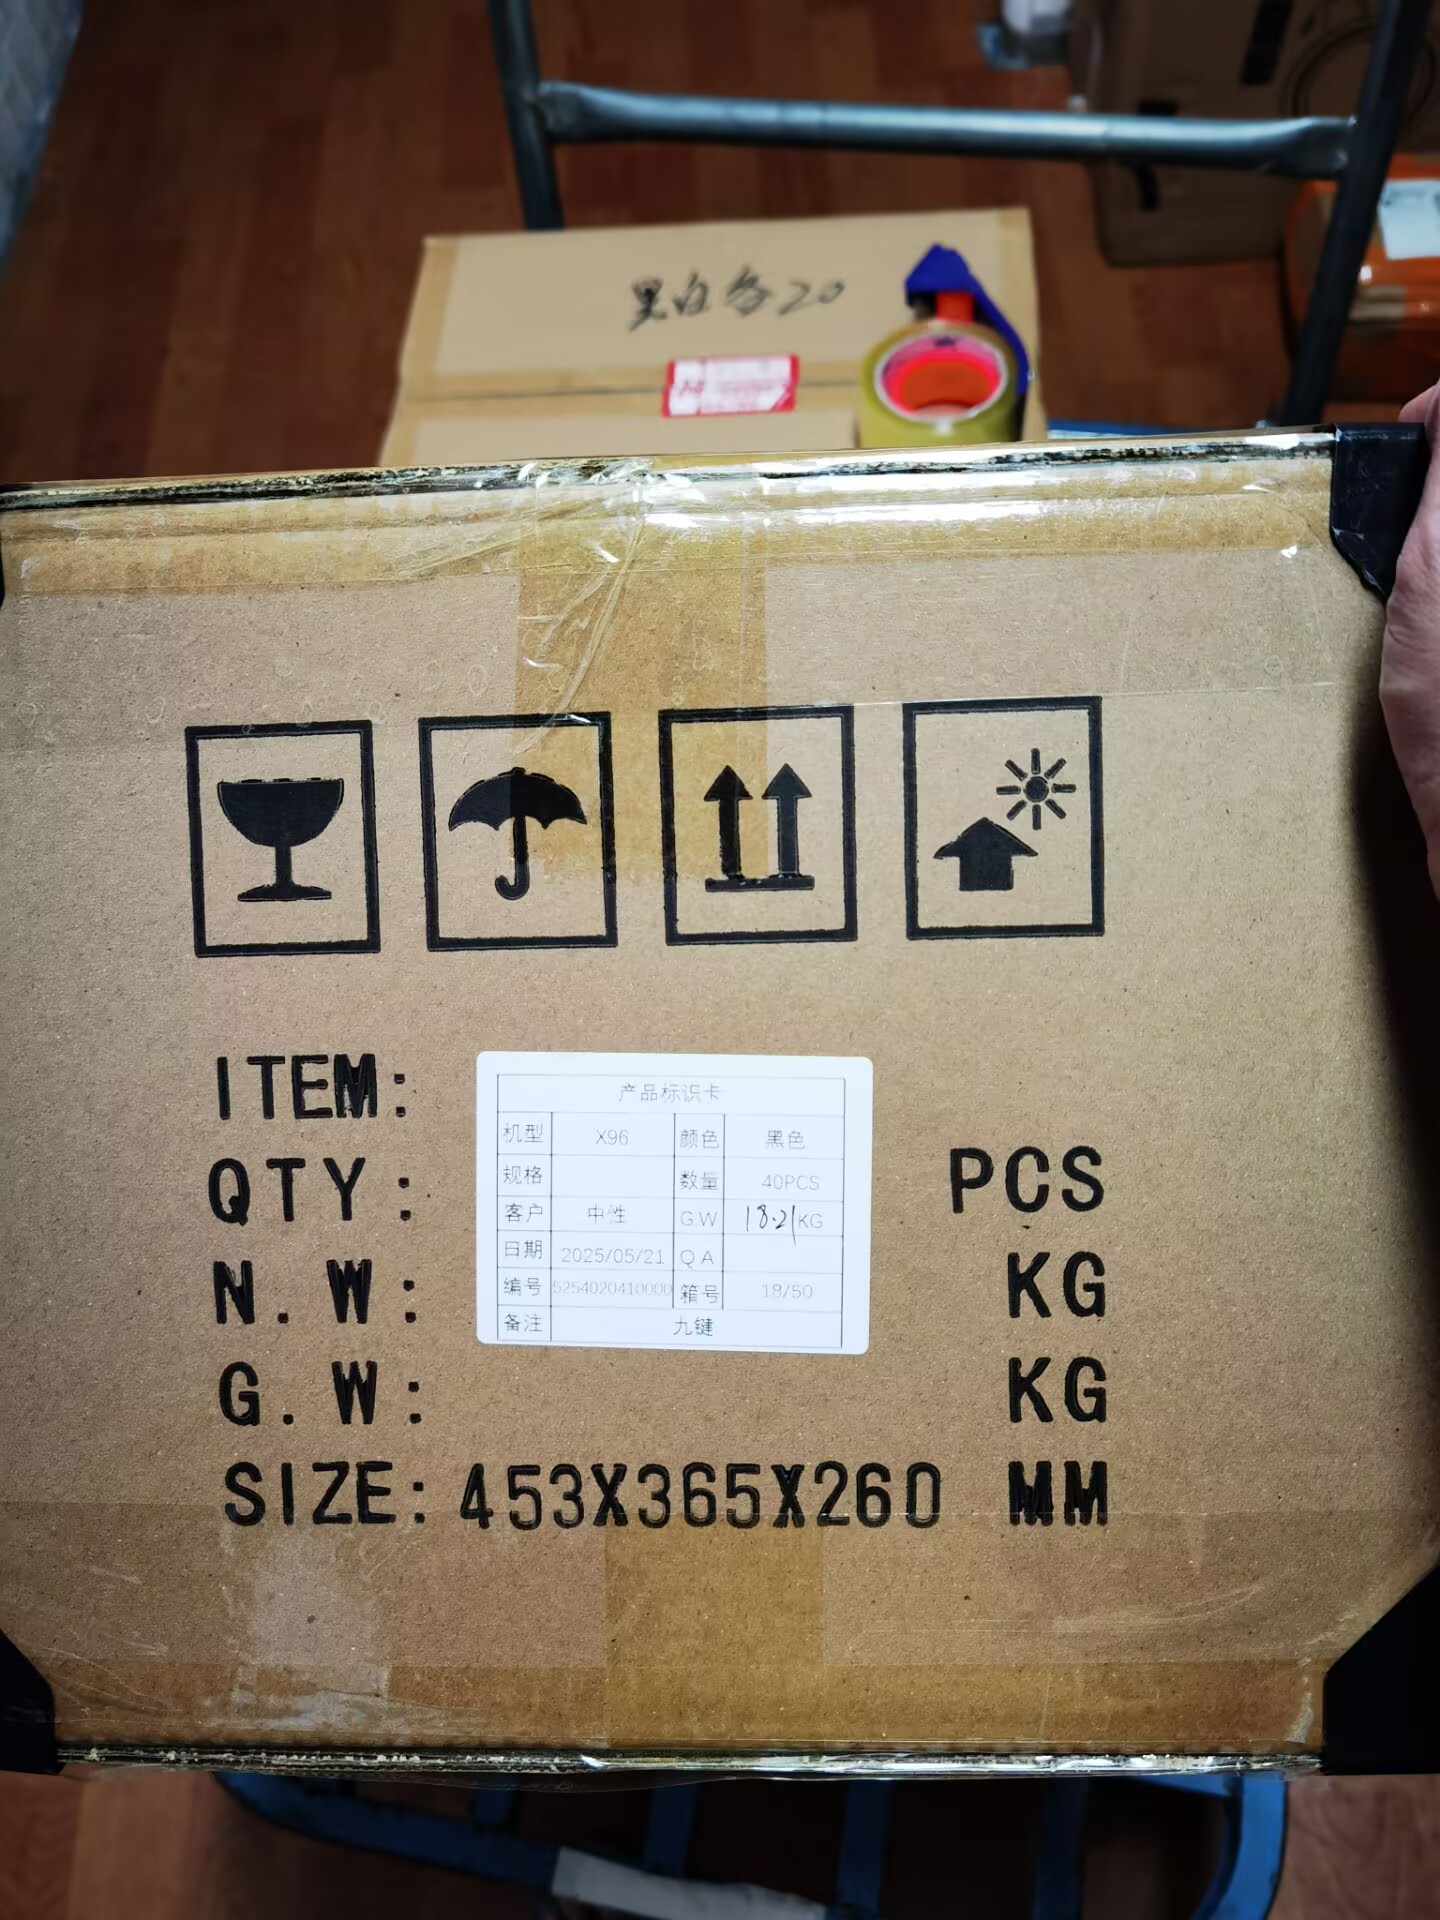 黑白各20
ITEM:
产品标识卡
机型 X96 颜色 黑色
规格 数量 40PCS
客户 中性 G.W 18.21KG
日期 2025/05/21 QA
编号 5254020410000 箱号 18/50
备注 九键
QTY: PCS
N.W: KG
G.W: KG
SIZE: 453X365X260 MM